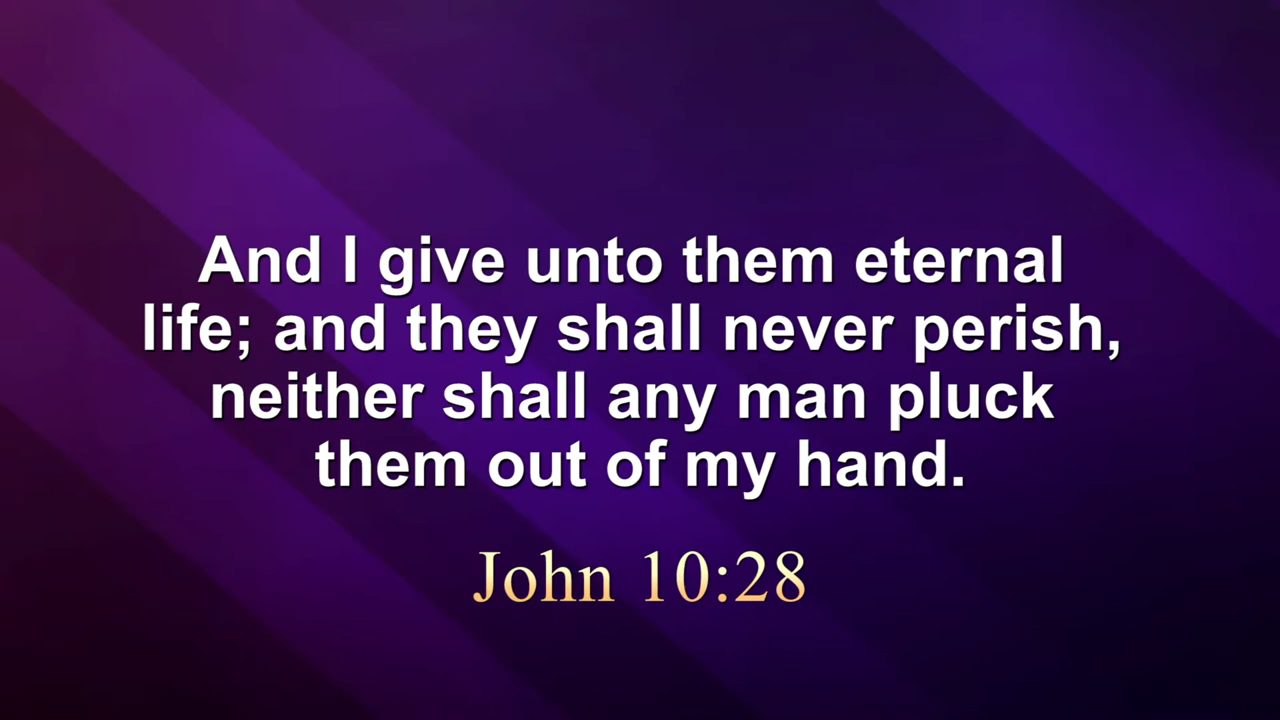 And I give unto them eternal
life; and they shall never perish,
neither shall any man pluck
them out of my hand.
John 10:28